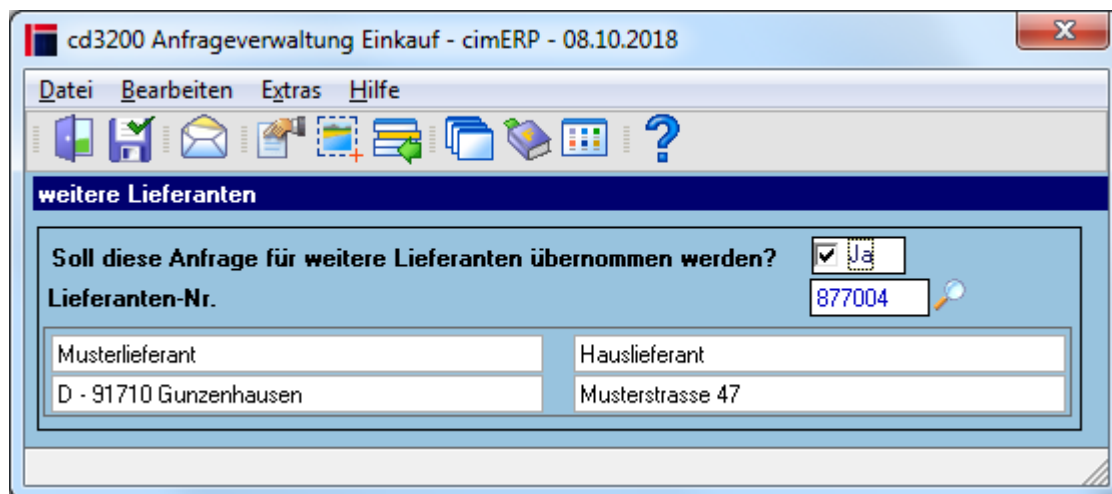 cd3200 Anfrageverwaltung Einkauf - cimERP - 08.10.2018
Datei Bearbeiten Extras Hilfe
weitere Lieferanten
Soll diese Anfrage für weitere Lieferanten übernommen werden? Ja
Lieferanten-Nr. 877004
Musterlieferant Hauslieferant
D - 91710 Gunzenhausen Musterstrasse 47